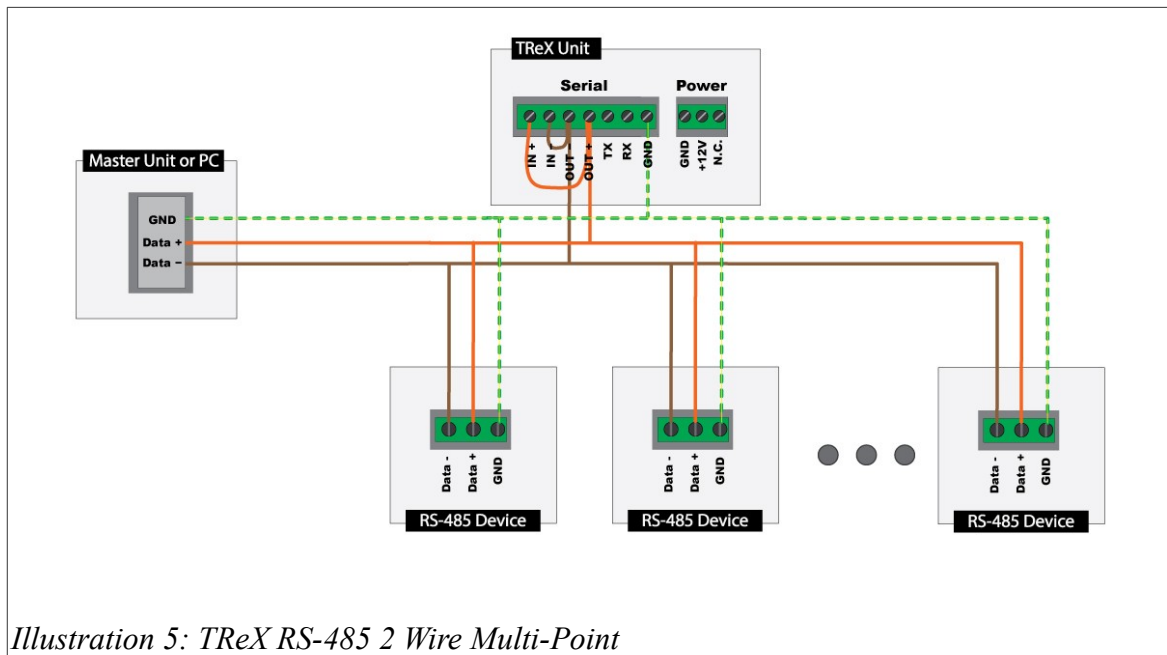 TReX Unit
Serial
Power
IN +
IN -
OUT -
OUT +
TX
RX
GND
GND
+12V
N.C.
Master Unit or PC
GND
Data +
Data –
Data -
Data +
GND
RS-485 Device
Data -
Data +
GND
RS-485 Device
Data -
Data +
GND
RS-485 Device
Illustration 5: TReX RS-485 2 Wire Multi-Point